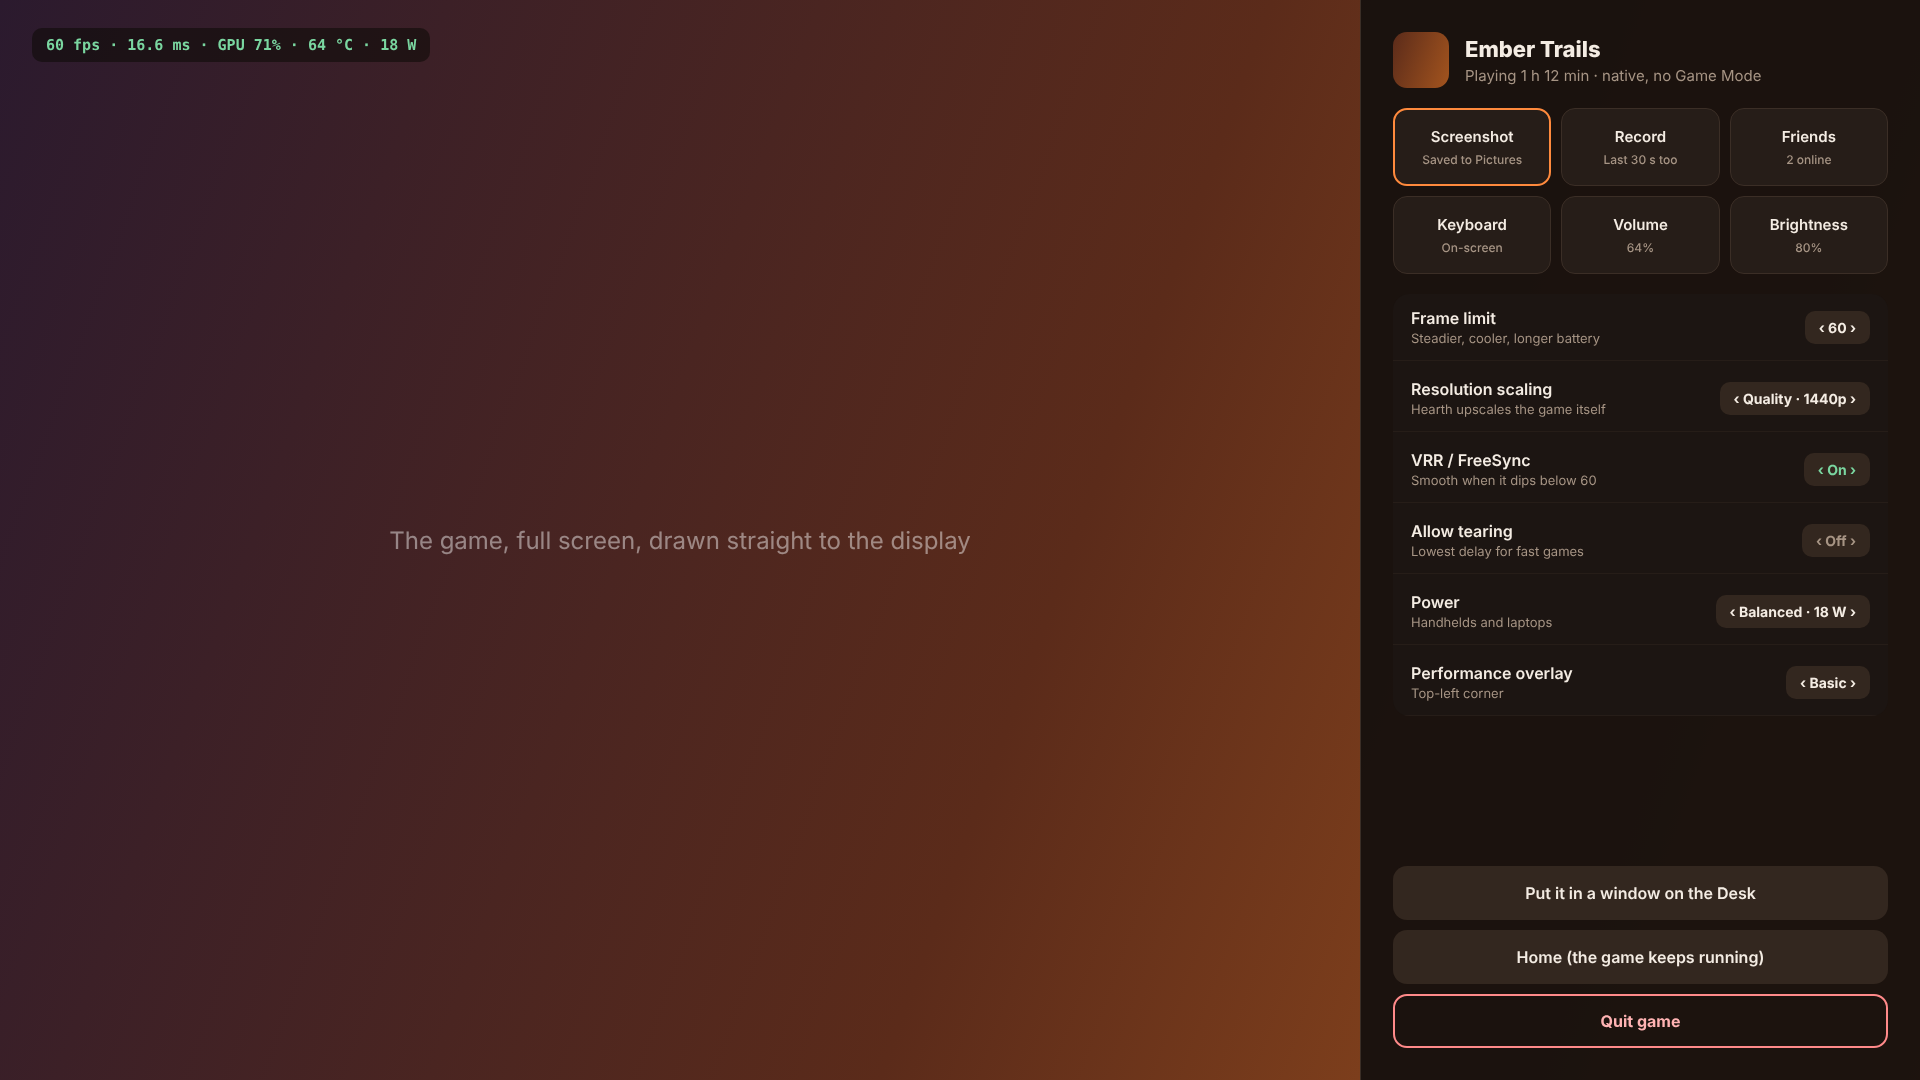 60 fps · 16.6 ms · GPU 71% · 64 °C · 18 W
The game, full screen, drawn straight to the display
Ember Trails
Playing 1 h 12 min · native, no Game Mode
Screenshot
Saved to Pictures
Record
Last 30 s too
Friends
2 online
Keyboard
On-screen
Volume
64%
Brightness
80%
Frame limit
Steadier, cooler, longer battery
‹ 60 ›
Resolution scaling
Hearth upscales the game itself
‹ Quality · 1440p ›
VRR / FreeSync
Smooth when it dips below 60
‹ On ›
Allow tearing
Lowest delay for fast games
‹ Off ›
Power
Handhelds and laptops
‹ Balanced · 18 W ›
Performance overlay
Top-left corner
‹ Basic ›
Put it in a window on the Desk
Home (the game keeps running)
Quit game